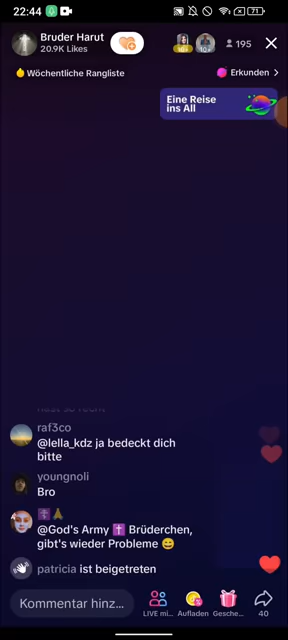 22:44
71
Bruder Harut
20.9K Likes
10+
195
Wöchentliche Rangliste
Erkunden >
Eine Reise
ins All
raf3co
@lella_kdz ja bedeckt dich
bitte
youngnoli
Bro
✝️🙏
@God's Army ✝️ Brüderchen,
gibt's wieder Probleme 😅
patricia ist beigetreten
Kommentar hinz...
LIVE mi...
Aufladen
Gesche...
40